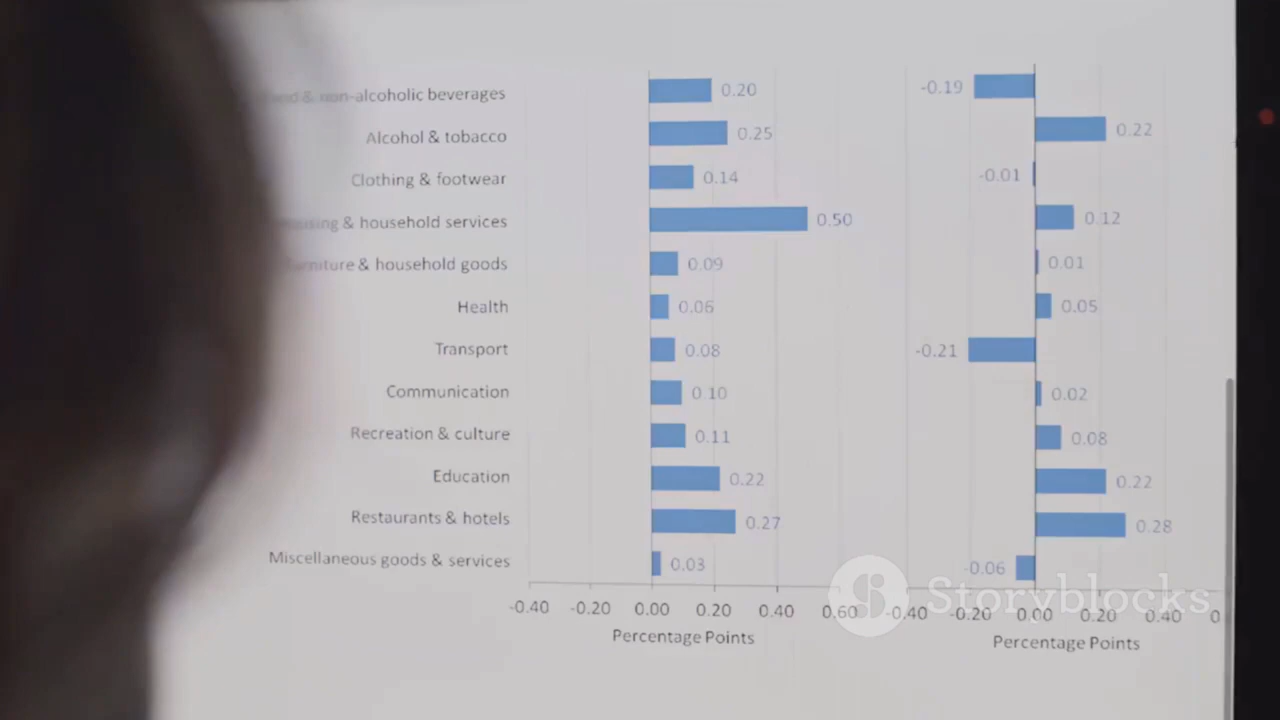 & non-alcoholic beverages 0.20 -0.19
Alcohol & tobacco 0.25 0.22
Clothing & footwear 0.14 -0.01
& household services 0.50 0.12
& household goods 0.09 0.01
Health 0.06 0.05
Transport 0.08 -0.21
Communication 0.10 0.02
Recreation & culture 0.11 0.08
Education 0.22 0.22
Restaurants & hotels 0.27 0.28
Miscellaneous goods & services 0.03 -0.06
-0.40 -0.20 0.00 0.20 0.40 0.60 -0.40 -0.20 0.00 0.20 0.40 0
Percentage Points Percentage Points
Storyblocks